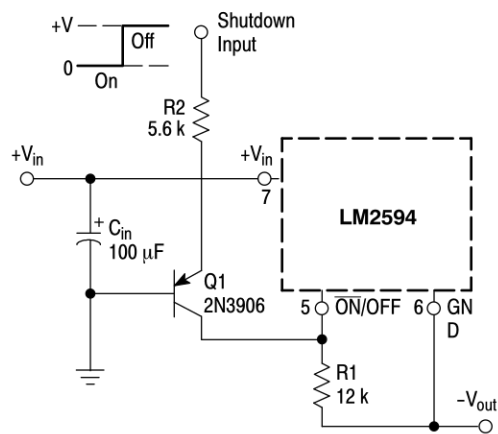 +V
Off
0
On
Shutdown
Input
R2
5.6 k
+Vin
+Vin
7
LM2594
+ Cin
100 µF
Q1
2N3906
5
ON/OFF
6
GN
D
R1
12 k
–Vout